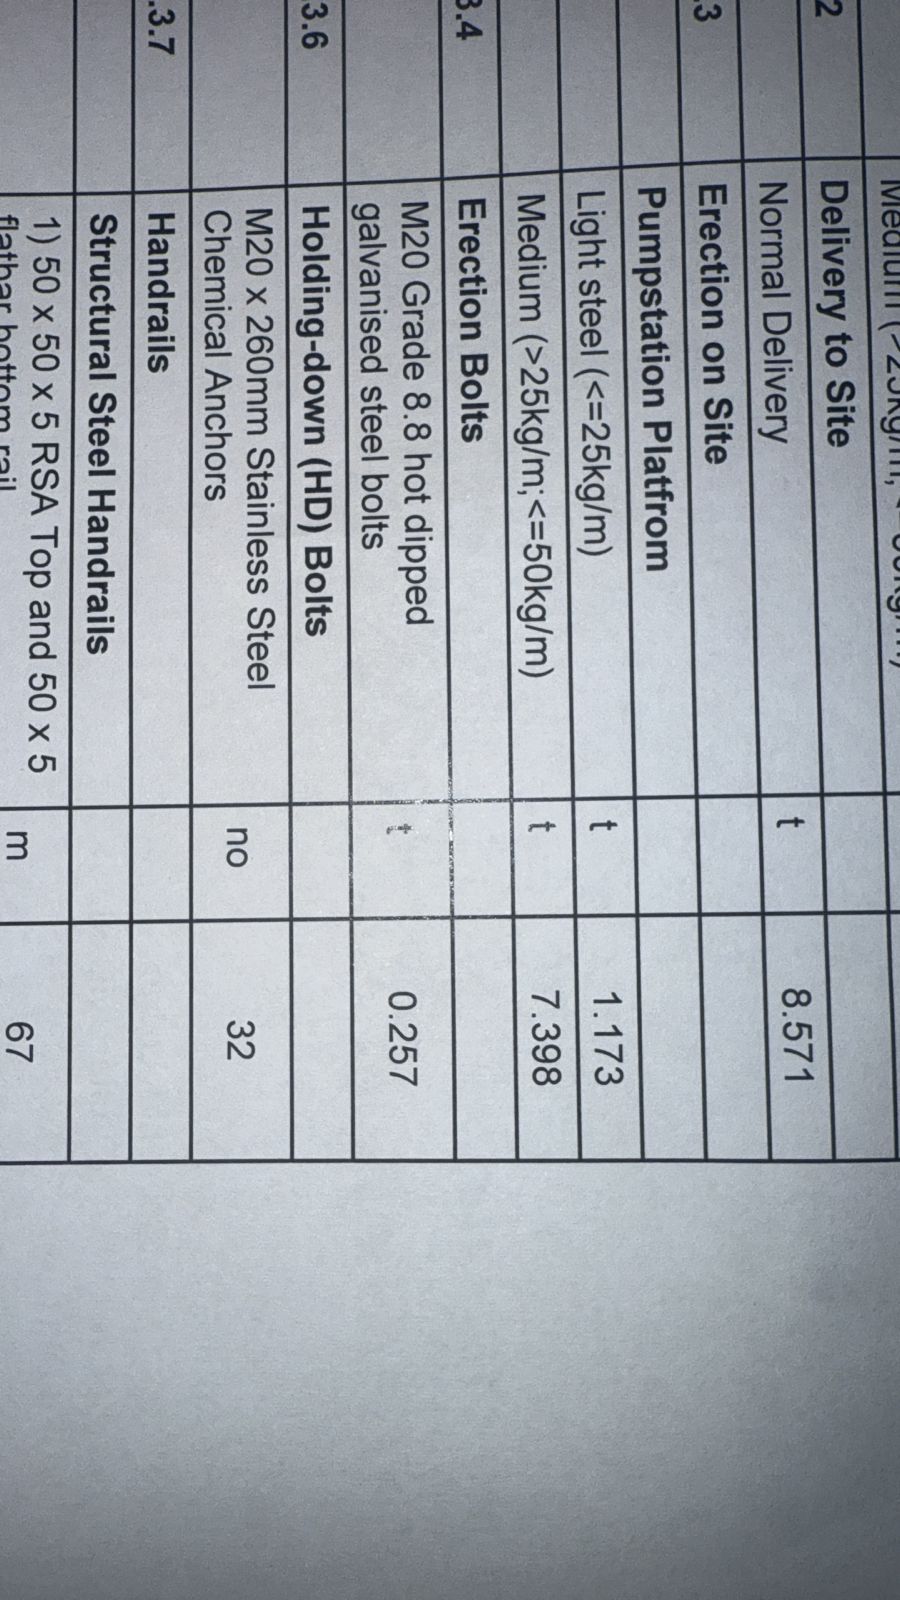 Medium (>25kg/m;
2 Delivery to Site
Normal Delivery t 8.571
.3 Erection on Site
Pumpstation Platfrom
Light steel (<=25kg/m) t 1.173
Medium (>25kg/m;<=50kg/m) t 7.398
3.4 Erection Bolts
M20 Grade 8.8 hot dipped
galvanised steel bolts t 0.257
.3.6 Holding-down (HD) Bolts
M20 x 260mm Stainless Steel
Chemical Anchors no 32
.3.7 Handrails
Structural Steel Handrails
1) 50 x 50 x 5 RSA Top and 50 x 5
flatbar bottom rail m 67